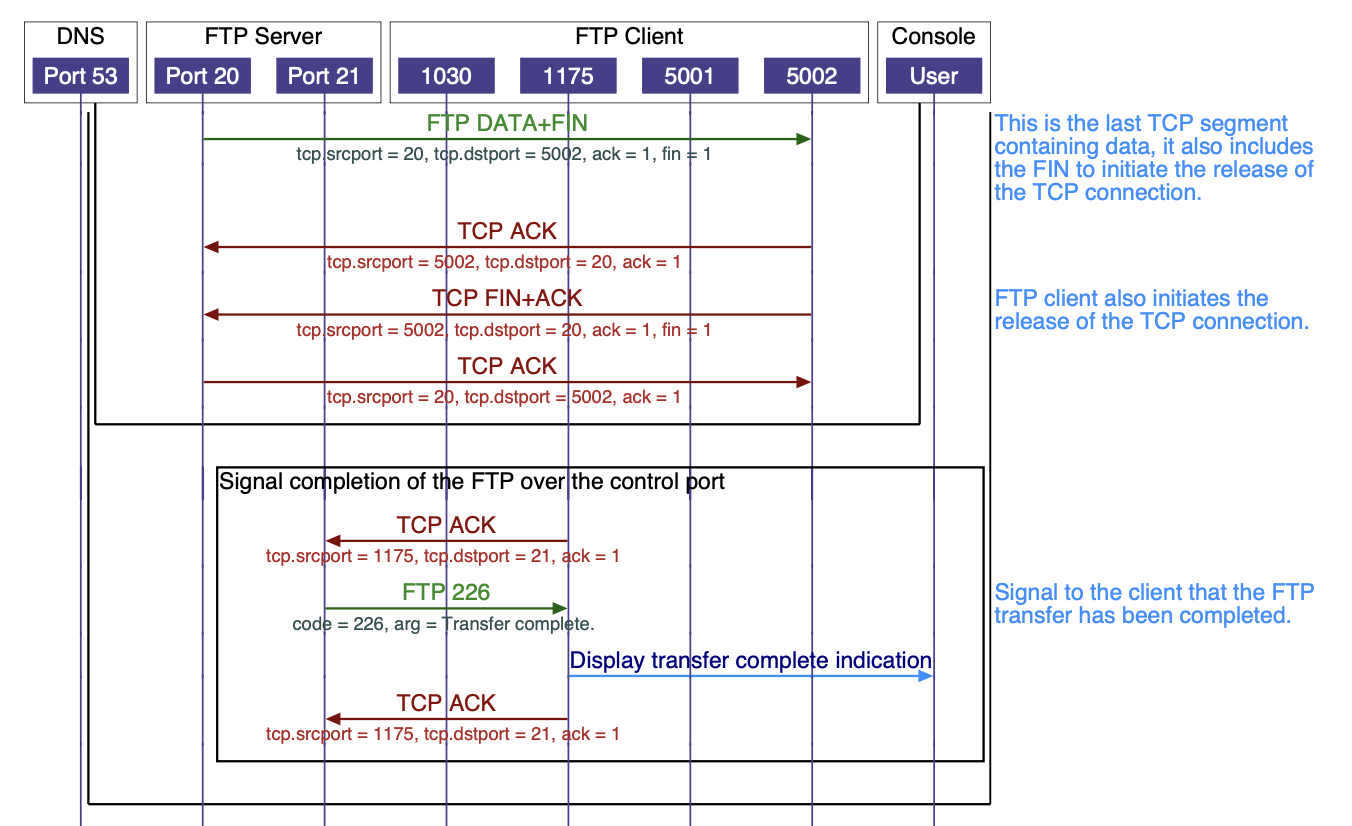 DNS
FTP Server
FTP Client
Console
Port 53
Port 20
Port 21
1030
1175
5001
5002
User
FTP DATA+FIN
tcp.srcport = 20, tcp.dstport = 5002, ack = 1, fin = 1
This is the last TCP segment
containing data, it also includes
the FIN to initiate the release of
the TCP connection.
TCP ACK
tcp.srcport = 5002, tcp.dstport = 20, ack = 1
TCP FIN+ACK
tcp.srcport = 5002, tcp.dstport = 20, ack = 1, fin = 1
FTP client also initiates the
release of the TCP connection.
TCP ACK
tcp.srcport = 20, tcp.dstport = 5002, ack = 1
Signal completion of the FTP over the control port
TCP ACK
tcp.srcport = 1175, tcp.dstport = 21, ack = 1
FTP 226
code = 226, arg = Transfer complete.
Signal to the client that the FTP
transfer has been completed.
Display transfer complete indication
TCP ACK
tcp.srcport = 1175, tcp.dstport = 21, ack = 1